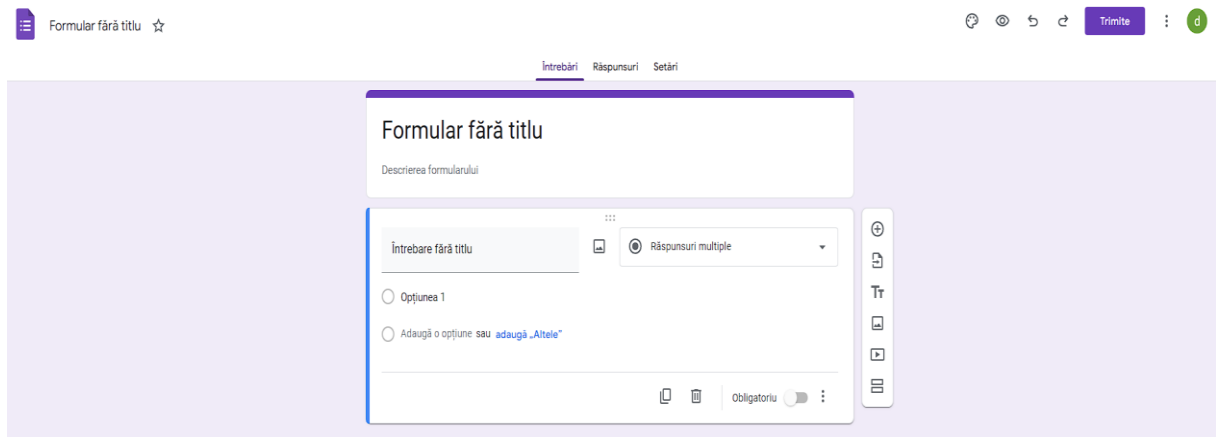 Formular fără titlu
Trimite
d
Întrebări Răspunsuri Setări
Formular fără titlu
Descrierea formularului
Întrebare fără titlu
Răspunsuri multiple
Opțiunea 1
Adaugă o opțiune sau adaugă „Altele”
Obligatoriu